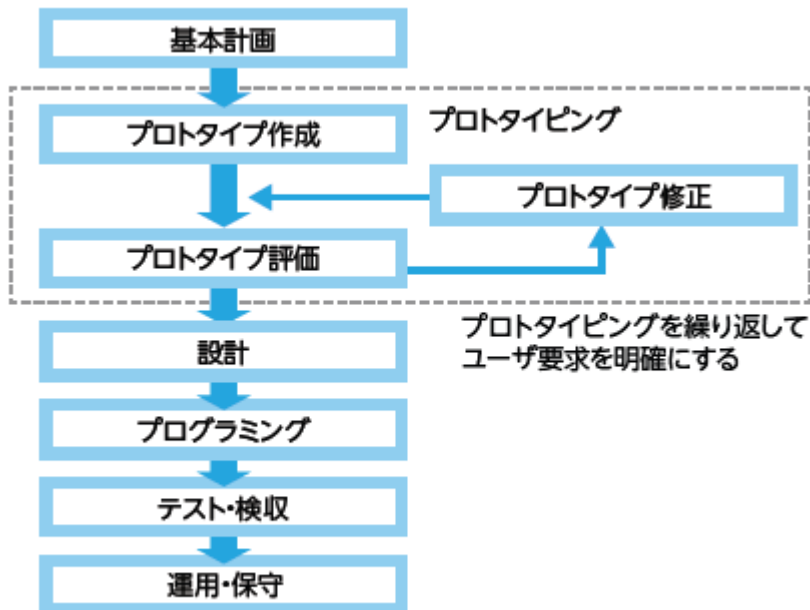 基本計画
プロトタイピング
プロトタイプ作成
プロトタイプ修正
プロトタイプ評価
プロトタイピングを繰り返して
ユーザ要求を明確にする
設計
プログラミング
テスト・検収
運用・保守